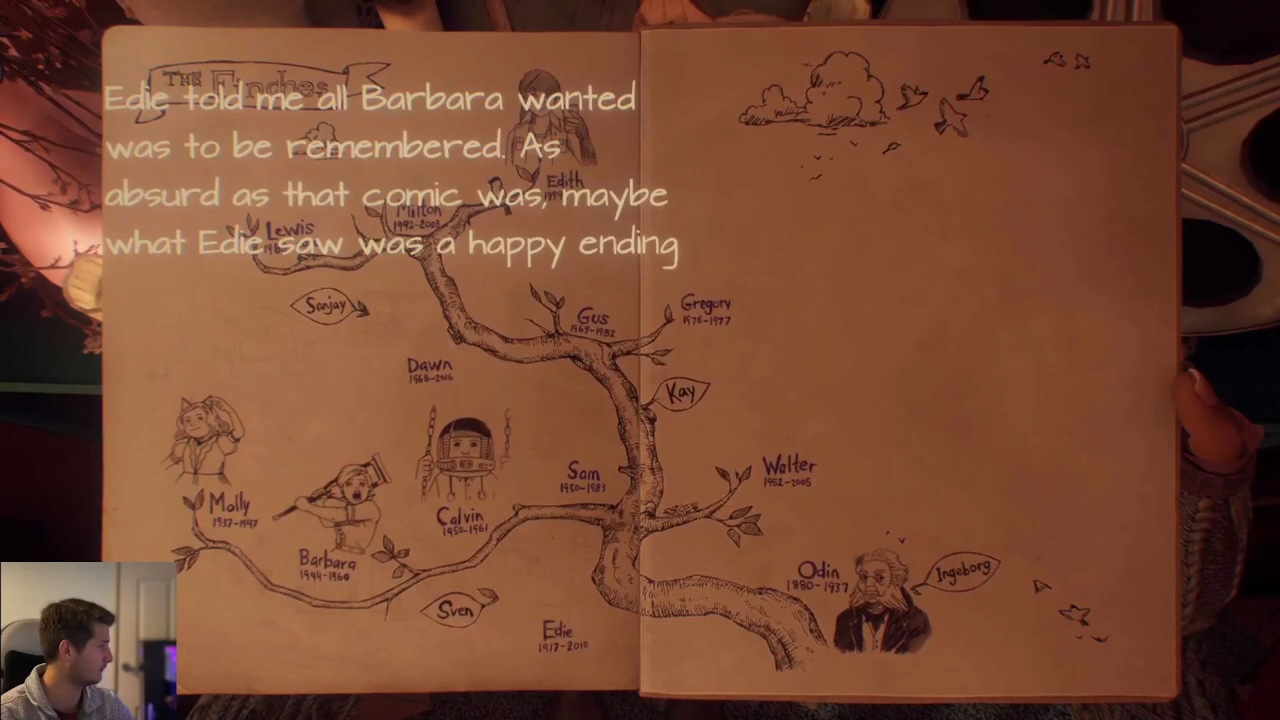 THE Finches
Edie told me all Barbara wanted
was to be remembered. As
absurd as that comic was, maybe
what Edie saw was a happy ending
Edith
Milton
1992-2003
Lewis
Sanjay
Gus
1969-1982
Gregory
1976-1977
Dawn
1968-2016
Kay
Sam
1950-1983
Walter
1952-2005
Molly
1937-1947
Calvin
1950-1961
Barbara
1944-1960
Odin
1880-1937
Ingeborg
Sven
Edie
1917-2010